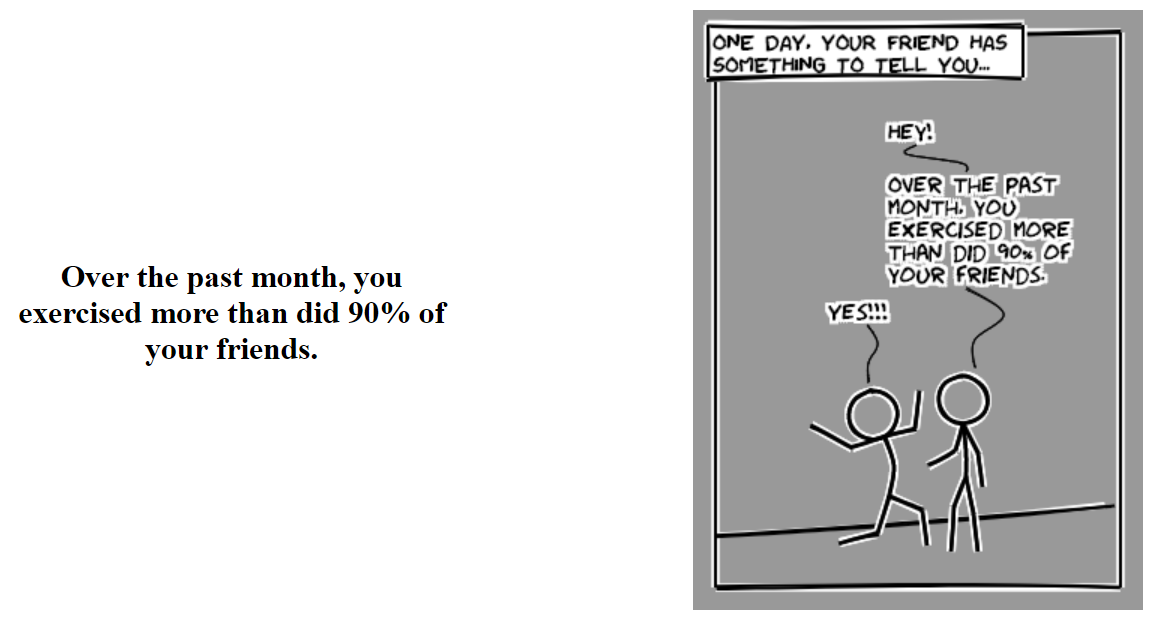 Over the past month, you
exercised more than did 90% of
your friends.
ONE DAY, YOUR FRIEND HAS
SOMETHING TO TELL YOU...
HEY!
OVER THE PAST
MONTH, YOU
EXERCISED MORE
THAN DID 90% OF
YOUR FRIENDS.
YES!!!